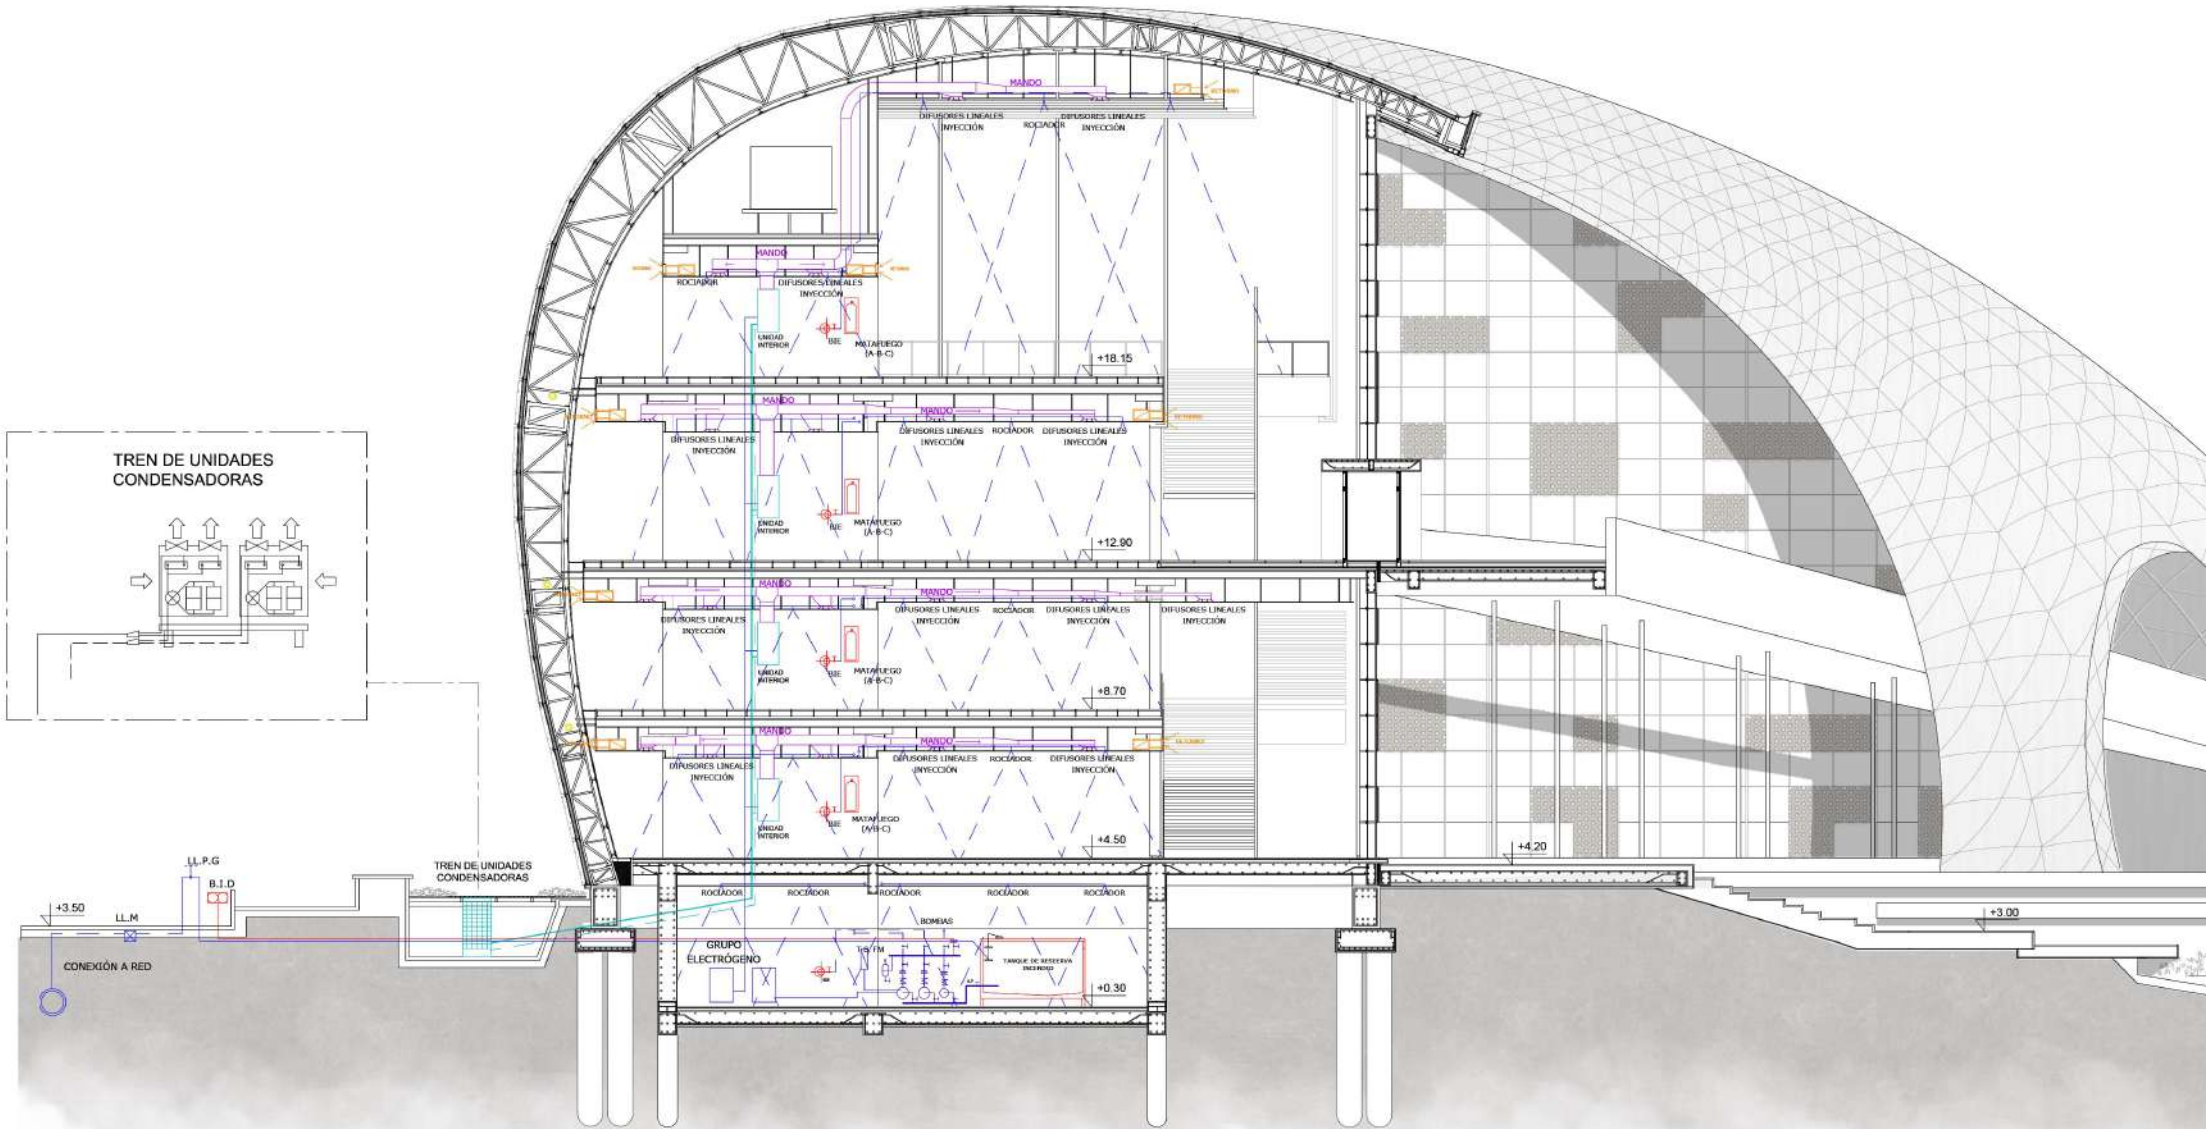 MANDO
DIFUSORES LINEALES
INYECCIÓN
ROCIADOR
DIFUSORES LINEALES
INYECCIÓN
MANDO
ROCIADOR
DIFUSORES LINEALES
INYECCIÓN
UNIDAD
INTERIOR
BIE
MATAFUEGO
(A-B-C)
+18.15
MANDO
MANDO
DIFUSORES LINEALES
INYECCIÓN
DIFUSORES LINEALES
INYECCIÓN
ROCIADOR
DIFUSORES LINEALES
INYECCIÓN
TREN DE UNIDADES
CONDENSADORAS
UNIDAD
INTERIOR
BIE
MATAFUEGO
(A-B-C)
+12.90
MANDO
MANDO
DIFUSORES LINEALES
INYECCIÓN
DIFUSORES LINEALES
INYECCIÓN
ROCIADOR
DIFUSORES LINEALES
INYECCIÓN
DIFUSORES LINEALES
INYECCIÓN
UNIDAD
INTERIOR
BIE
MATAFUEGO
(A-B-C)
+8.70
MANDO
MANDO
DIFUSORES LINEALES
INYECCIÓN
DIFUSORES LINEALES
INYECCIÓN
ROCIADOR
DIFUSORES LINEALES
INYECCIÓN
UNIDAD
INTERIOR
BIE
MATAFUEGO
(A-B-C)
+4.50
+4.20
LL.P.G
B.I.D
TREN DE UNIDADES
CONDENSADORAS
+3.50
LL.M
CONEXIÓN A RED
ROCIADOR
ROCIADOR
ROCIADOR
ROCIADOR
ROCIADOR
BOMBAS
GRUPO
ELECTRÓGENO
TANQUE DE RESERVA
INCENDIO
+0.30
+3.00